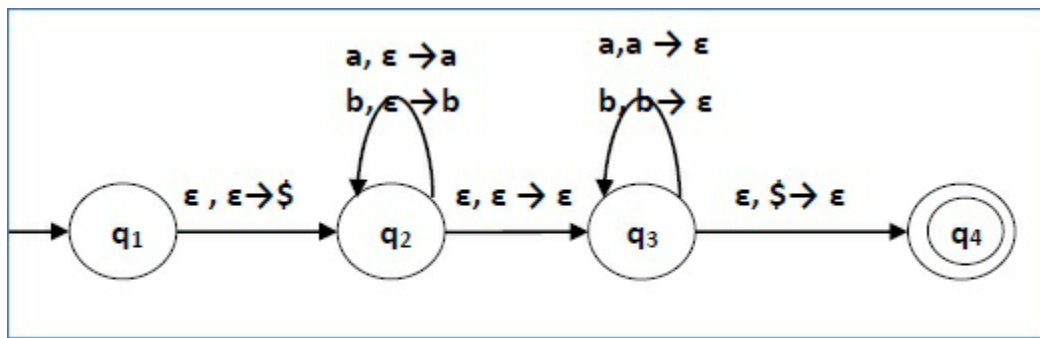 a, ε →a
b, ε →b
a,a → ε
b, b→ ε
ε , ε→$
ε, ε → ε
ε, $→ ε
q1
q2
q3
q4